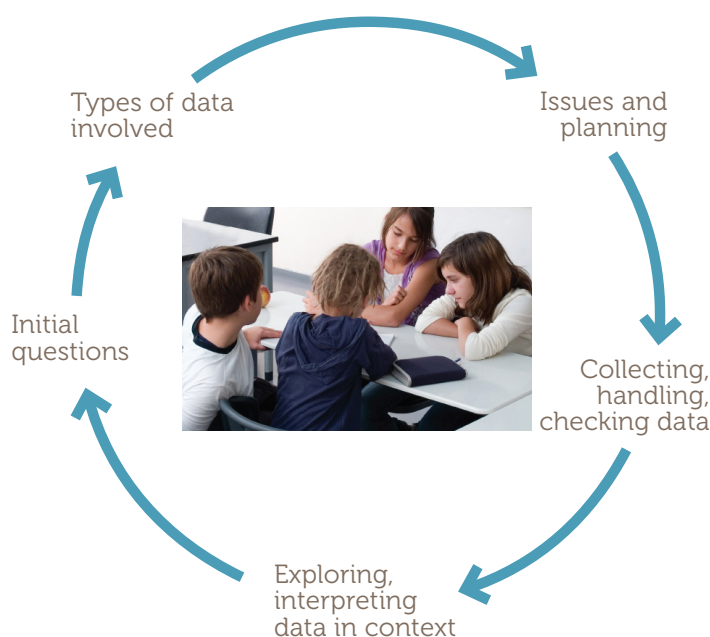 Types of data
involved
Issues and
planning
Initial
questions
Collecting,
handling,
checking data
Exploring,
interpreting
data in context